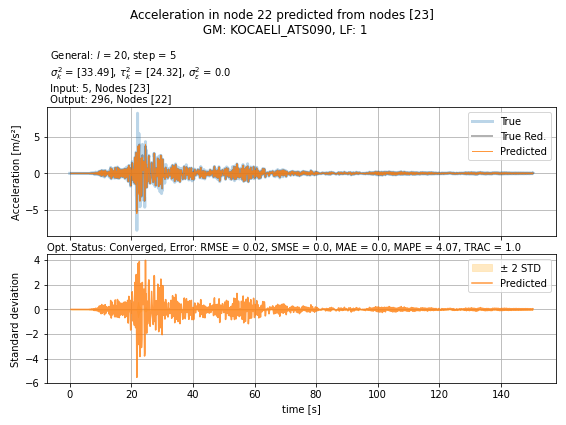 Acceleration in node 22 predicted from nodes [23]
GM: KOCAELI_ATS090, LF: 1
General: l = 20, step = 5
σ²ₖ = [33.49], τ²ₖ = [24.32], σ²ε = 0.0
Input: 5, Nodes [23]
Output: 296, Nodes [22]
True
True Red.
Predicted
Acceleration [m/s²]
5
0
−5
Opt. Status: Converged, Error: RMSE = 0.02, SMSE = 0.0, MAE = 0.0, MAPE = 4.07, TRAC = 1.0
± 2 STD
Predicted
Standard deviation
4
2
0
−2
−4
−6
0 20 40 60 80 100 120 140
time [s]